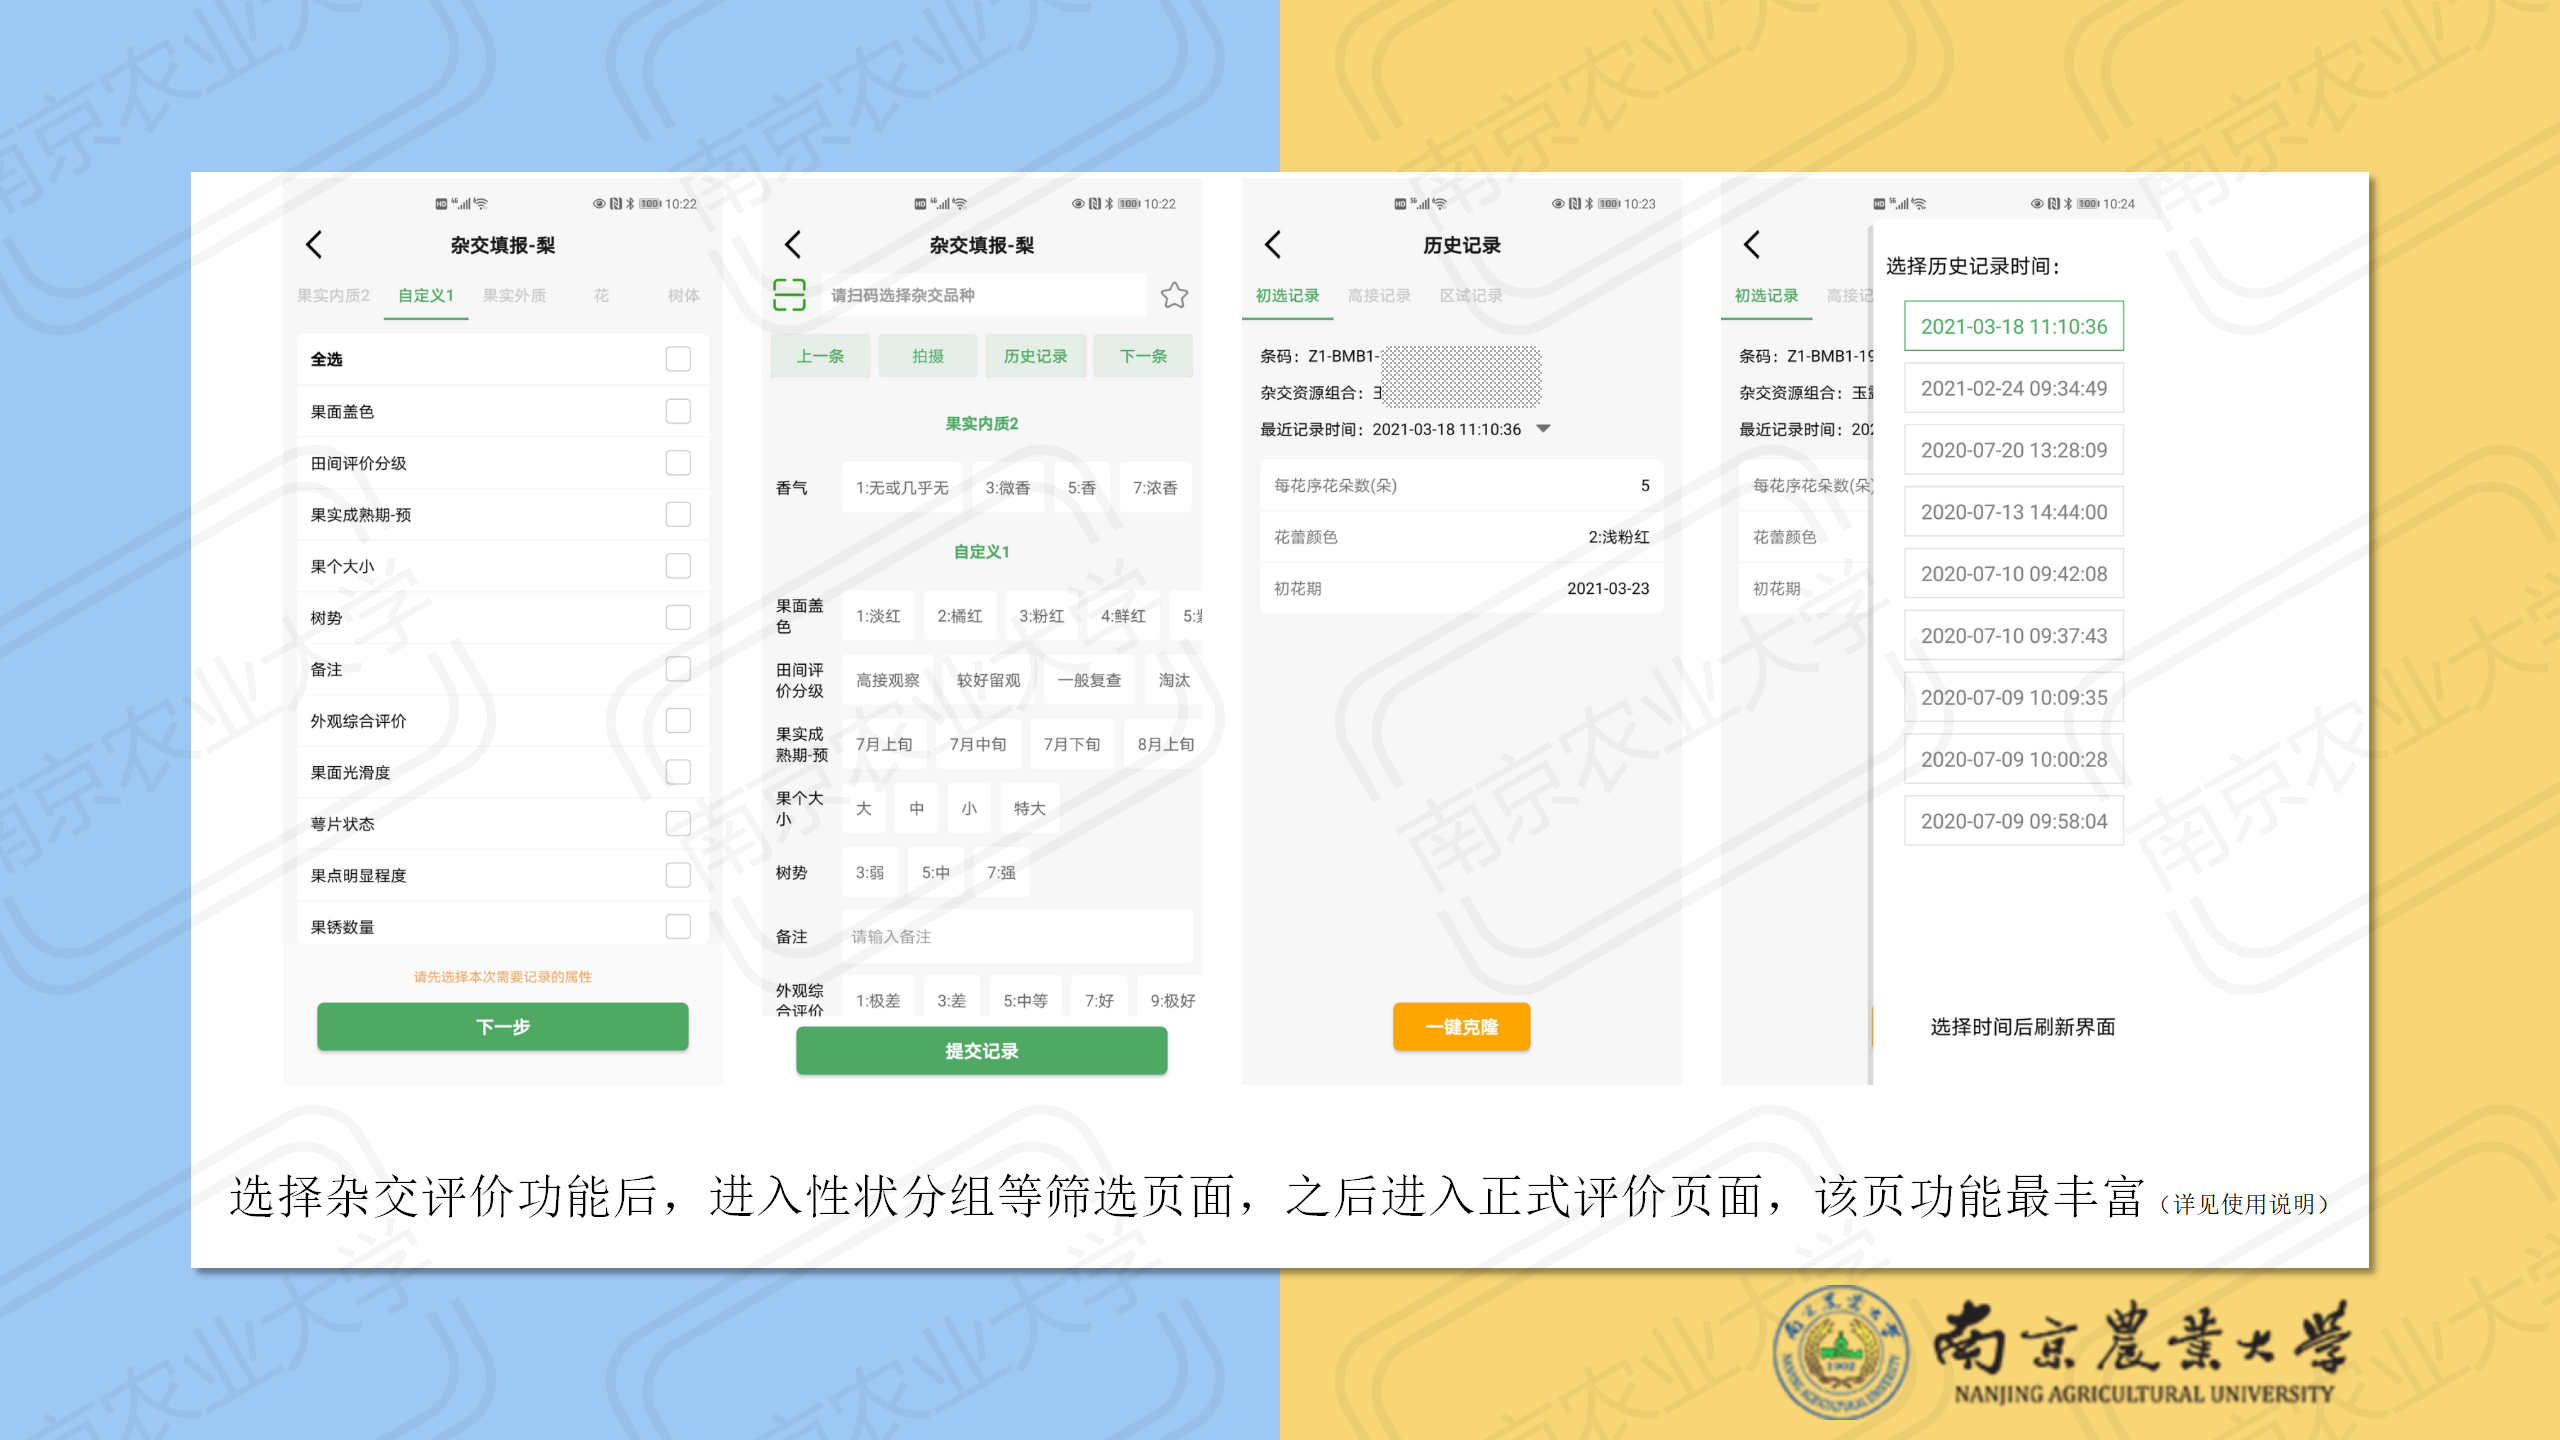 10:22
杂交填报-梨
果实内质2 自定义1 果实外质 花 树体
全选
果面盖色
田间评价分级
果实成熟期-预
果个大小
树势
备注
外观综合评价
果面光滑度
萼片状态
果点明显程度
果锈数量
请先选择本次需要记录的属性
下一步
10:22
杂交填报-梨
请扫码选择杂交品种
上一条 拍摄 历史记录 下一条
果实内质2
香气 1:无或几乎无 3:微香 5:香 7:浓香
自定义1
果面盖色 1:淡红 2:橘红 3:粉红 4:鲜红 5:
田间评价分级 高接观察 较好留观 一般复查 淘汰
果实成熟期-预 7月上旬 7月中旬 7月下旬 8月上旬
果个大小 大 中 小 特大
树势 3:弱 5:中 7:强
备注 请输入备注
外观综合评价 1:极差 3:差 5:中等 7:好 9:极好
提交记录
10:23
历史记录
初选记录 高接记录 区试记录
条码：Z1-BMB1-
杂交资源组合：
最近记录时间：2021-03-18 11:10:36
每花序花朵数(朵) 5
花蕾颜色 2:浅粉红
初花期 2021-03-23
一键克隆
10:24
初选记录 高接记
条码：Z1-BMB1-19
杂交资源组合：玉
最近记录时间：202
每花序花朵数(朵)
花蕾颜色
初花期
选择历史记录时间：
2021-03-18 11:10:36
2021-02-24 09:34:49
2020-07-20 13:28:09
2020-07-13 14:44:00
2020-07-10 09:42:08
2020-07-10 09:37:43
2020-07-09 10:09:35
2020-07-09 10:00:28
2020-07-09 09:58:04
选择时间后刷新界面
选择杂交评价功能后，进入性状分组等筛选页面，之后进入正式评价页面，该页功能最丰富（详见使用说明）
南京農業大學
NANJING AGRICULTURAL UNIVERSITY
南京农业大学